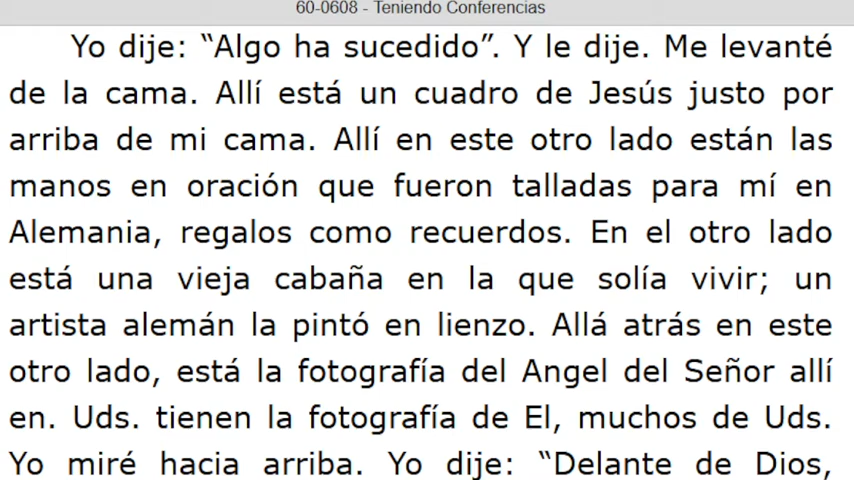 60-0608 - Teniendo Conferencias
Yo dije: “Algo ha sucedido”. Y le dije. Me levanté
de la cama. Allí está un cuadro de Jesús justo por
arriba de mi cama. Allí en este otro lado están las
manos en oración que fueron talladas para mí en
Alemania, regalos como recuerdos. En el otro lado
está una vieja cabaña en la que solía vivir; un
artista alemán la pintó en lienzo. Allá atrás en este
otro lado, está la fotografía del Angel del Señor allí
en. Uds. tienen la fotografía de El, muchos de Uds.
Yo miré hacia arriba. Yo dije: “Delante de Dios,